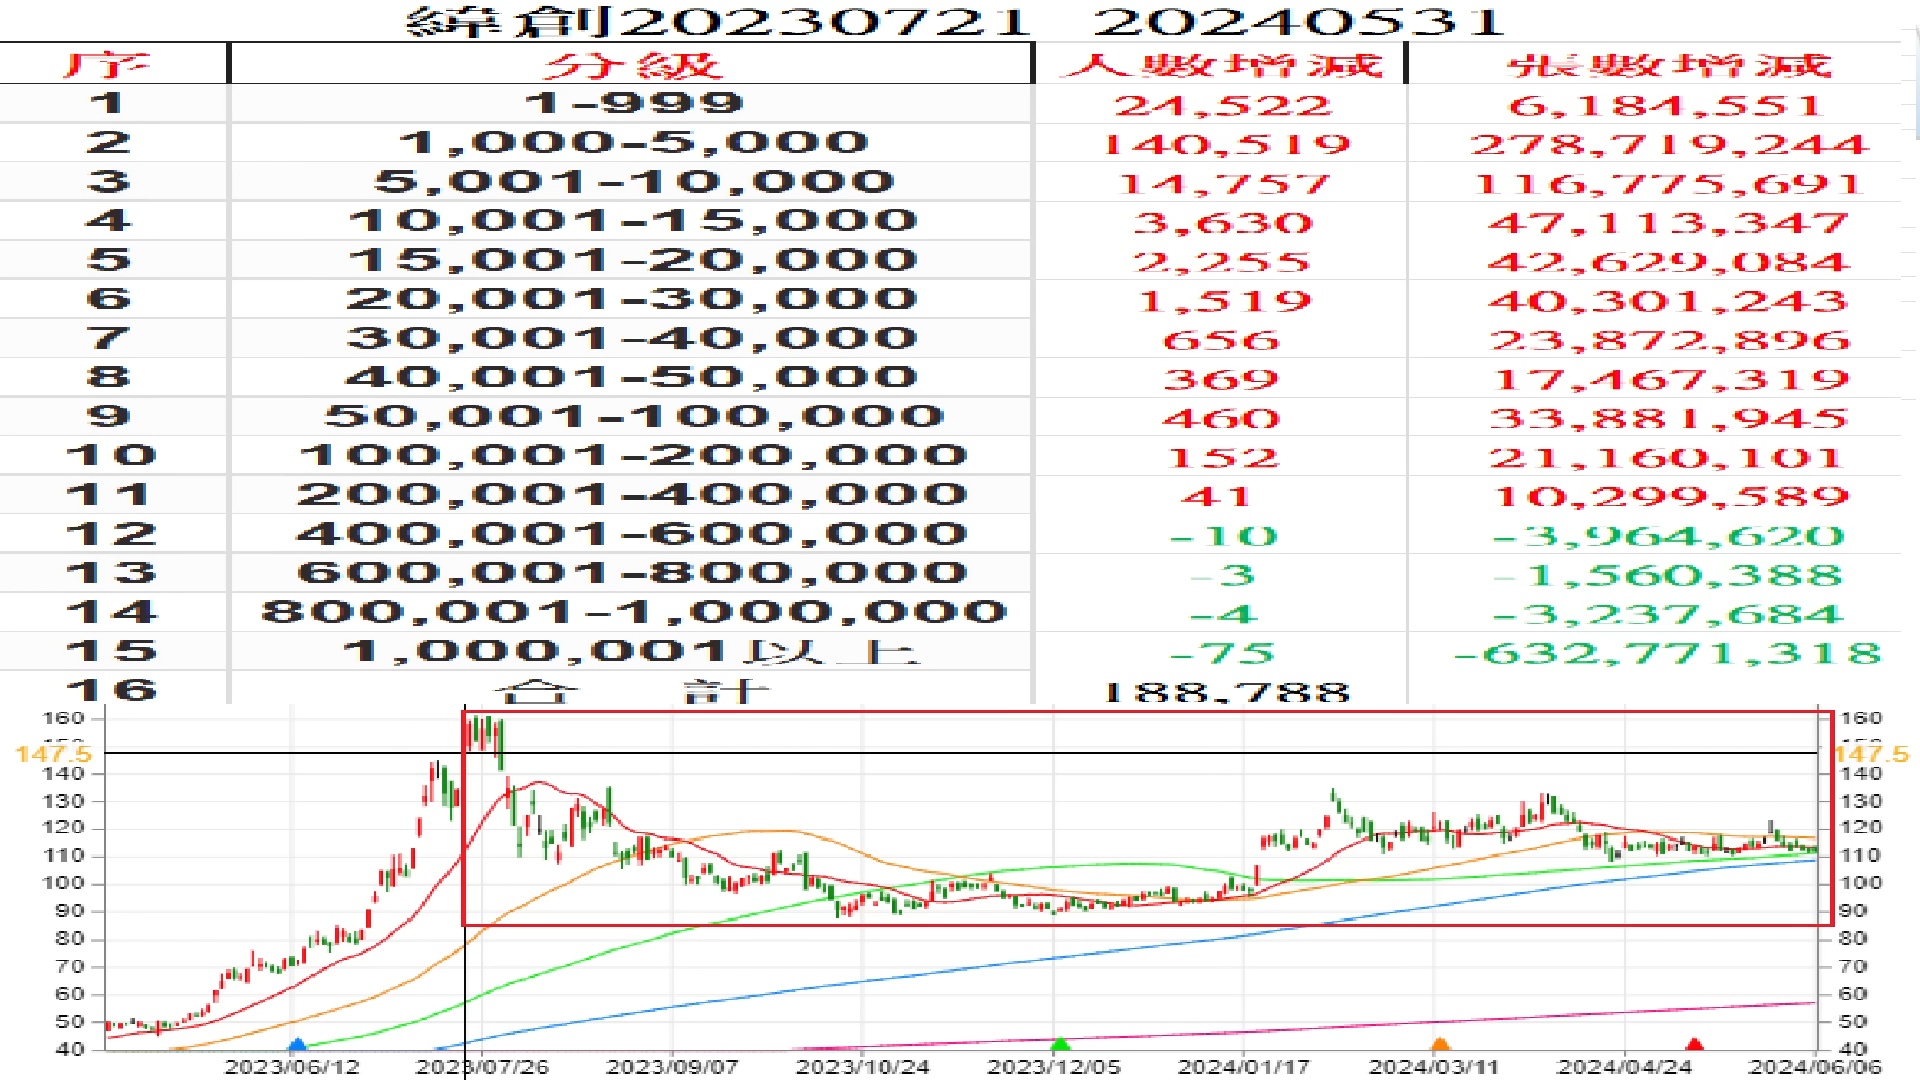 緯創20230721 20240531
序 分級 人數增減 張數增減
1 1-999 24,522 6,184,551
2 1,000-5,000 140,519 278,719,244
3 5,001-10,000 14,757 116,775,691
4 10,001-15,000 3,630 47,113,347
5 15,001-20,000 2,255 42,629,084
6 20,001-30,000 1,519 40,301,243
7 30,001-40,000 656 23,872,896
8 40,001-50,000 369 17,467,319
9 50,001-100,000 460 33,881,945
10 100,001-200,000 152 21,160,101
11 200,001-400,000 41 10,299,589
12 400,001-600,000 -10 -3,964,620
13 600,001-800,000 -3 -1,560,388
14 800,001-1,000,000 -4 -3,237,684
15 1,000,001以上 -75 -632,771,318
16 合 計 188,788
160 160
147.5 147.5
140 140
130 130
120 120
110 110
100 100
90 90
80 80
70 70
60 60
50 50
40 40
2023/06/12 2023/07/26 2023/09/07 2023/10/24 2023/12/05 2024/01/17 2024/03/11 2024/04/24 2024/06/06